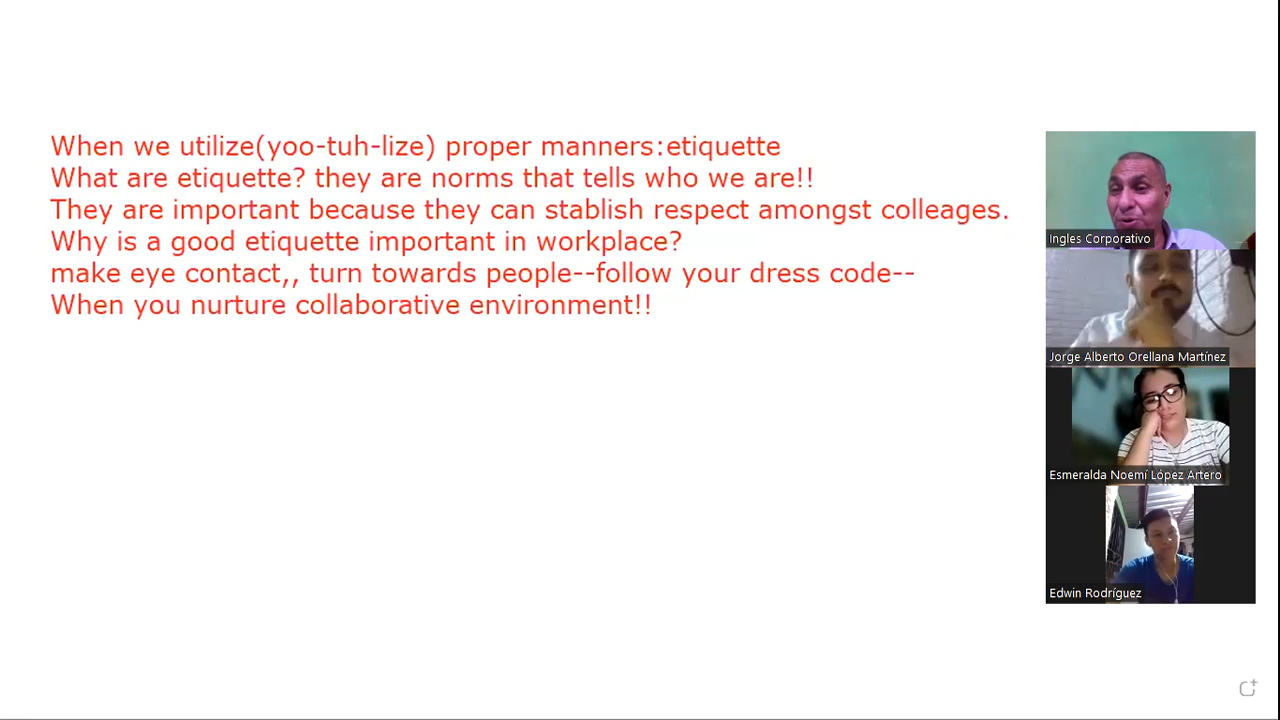 When we utilize(yoo-tuh-lize) proper manners:etiquette
What are etiquette? they are norms that tells who we are!!
They are important because they can stablish respect amongst colleages.
Why is a good etiquette important in workplace?
make eye contact,, turn towards people--follow your dress code--
When you nurture collaborative environment!!
Ingles Corporativo
Jorge Alberto Orellana Martínez
Esmeralda Noemí López Artero
Edwin Rodríguez